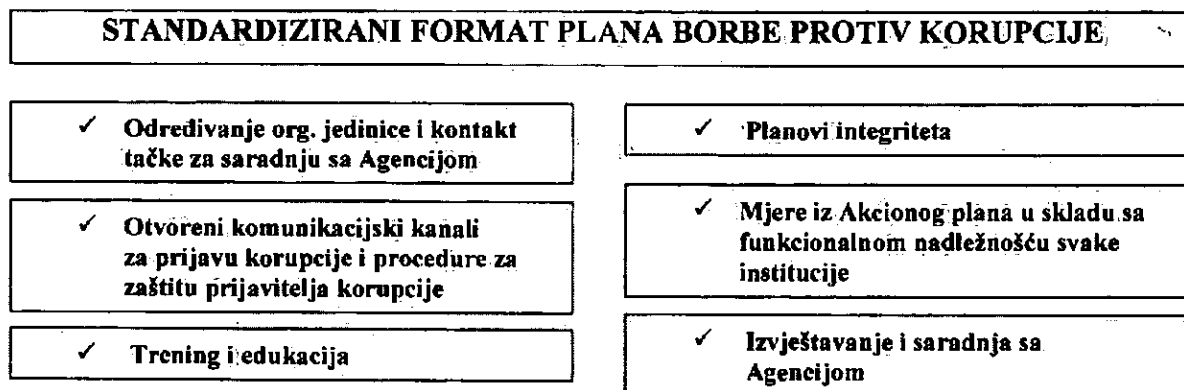 STANDARDIZIRANI FORMAT PLANA BORBE PROTIV KORUPCIJE
✓ Određivanje org. jedinice i kontakt
tačke za saradnju sa Agencijom
✓ Otvoreni komunikacijski kanali
za prijavu korupcije i procedure za
zaštitu prijavitelja korupcije
✓ Trening i edukacija
✓ Planovi integriteta
✓ Mjere iz Akcionog plana u skladu sa
funkcionalnom nadležnošću svake
institucije
✓ Izvještavanje i saradnja sa
Agencijom